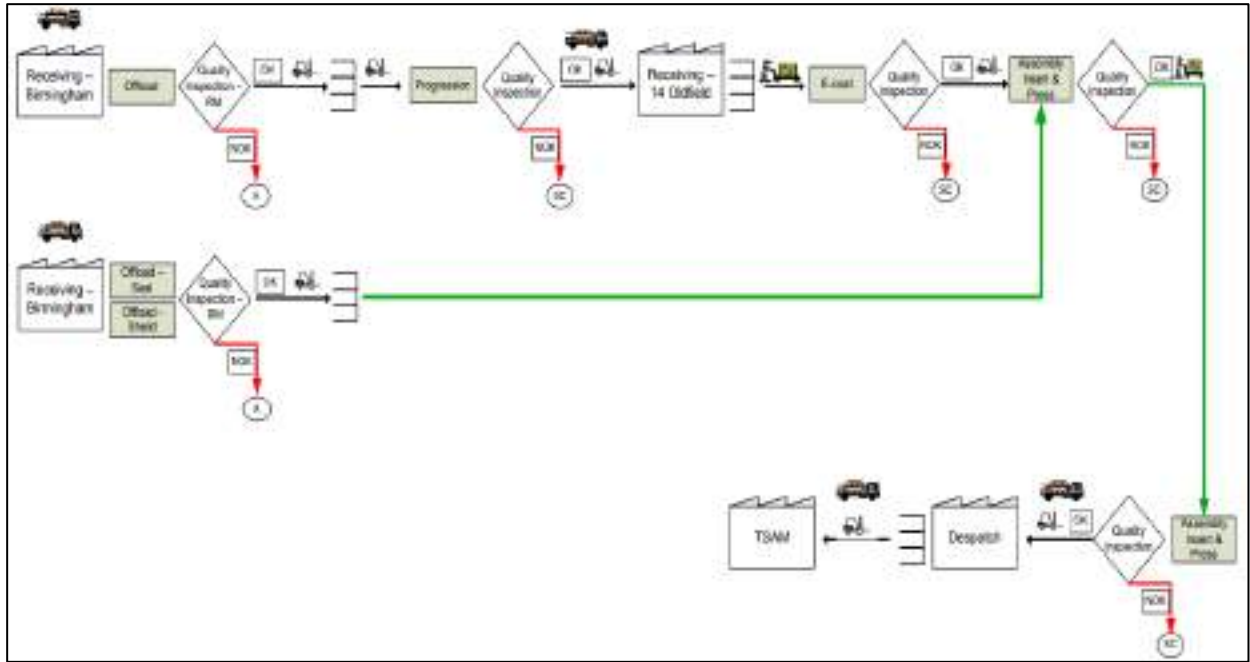 Receiving –
Birmingham
Offload
Quality
Inspection –
RM
OK
NOK
Progression
Quality
Inspection
NOK
SC
OK
Receiving –
14 Oldfield
E-coat
Quality
Inspection
NOK
SC
OK
Assembly
Insert &
Press
Quality
Inspection
NOK
SC
OK
Receiving –
Birmingham
Offload –
Seal
Offload -
Shield
Quality
Inspection –
RM
OK
NOK
TSAM
Despatch
OK
Quality
Inspection
NOK
SC
Assembly
Insert &
Press